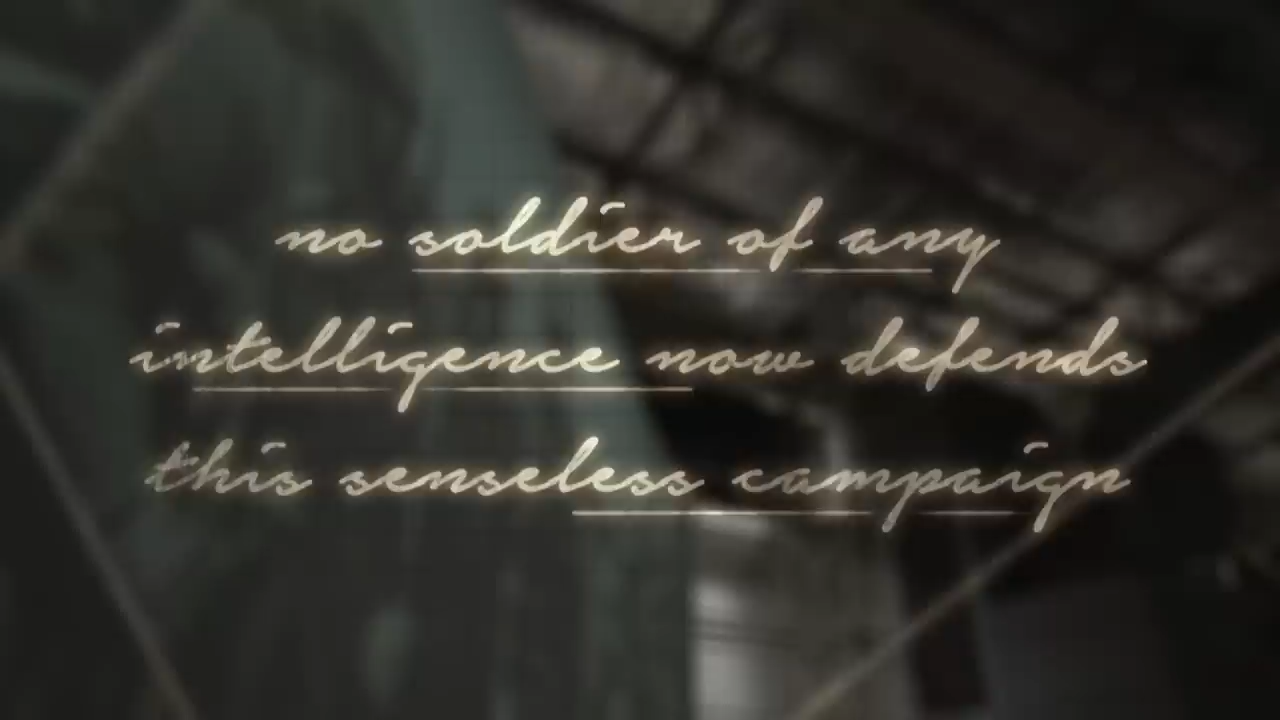 no soldier of any
intelligence now defends
this senseless campaign